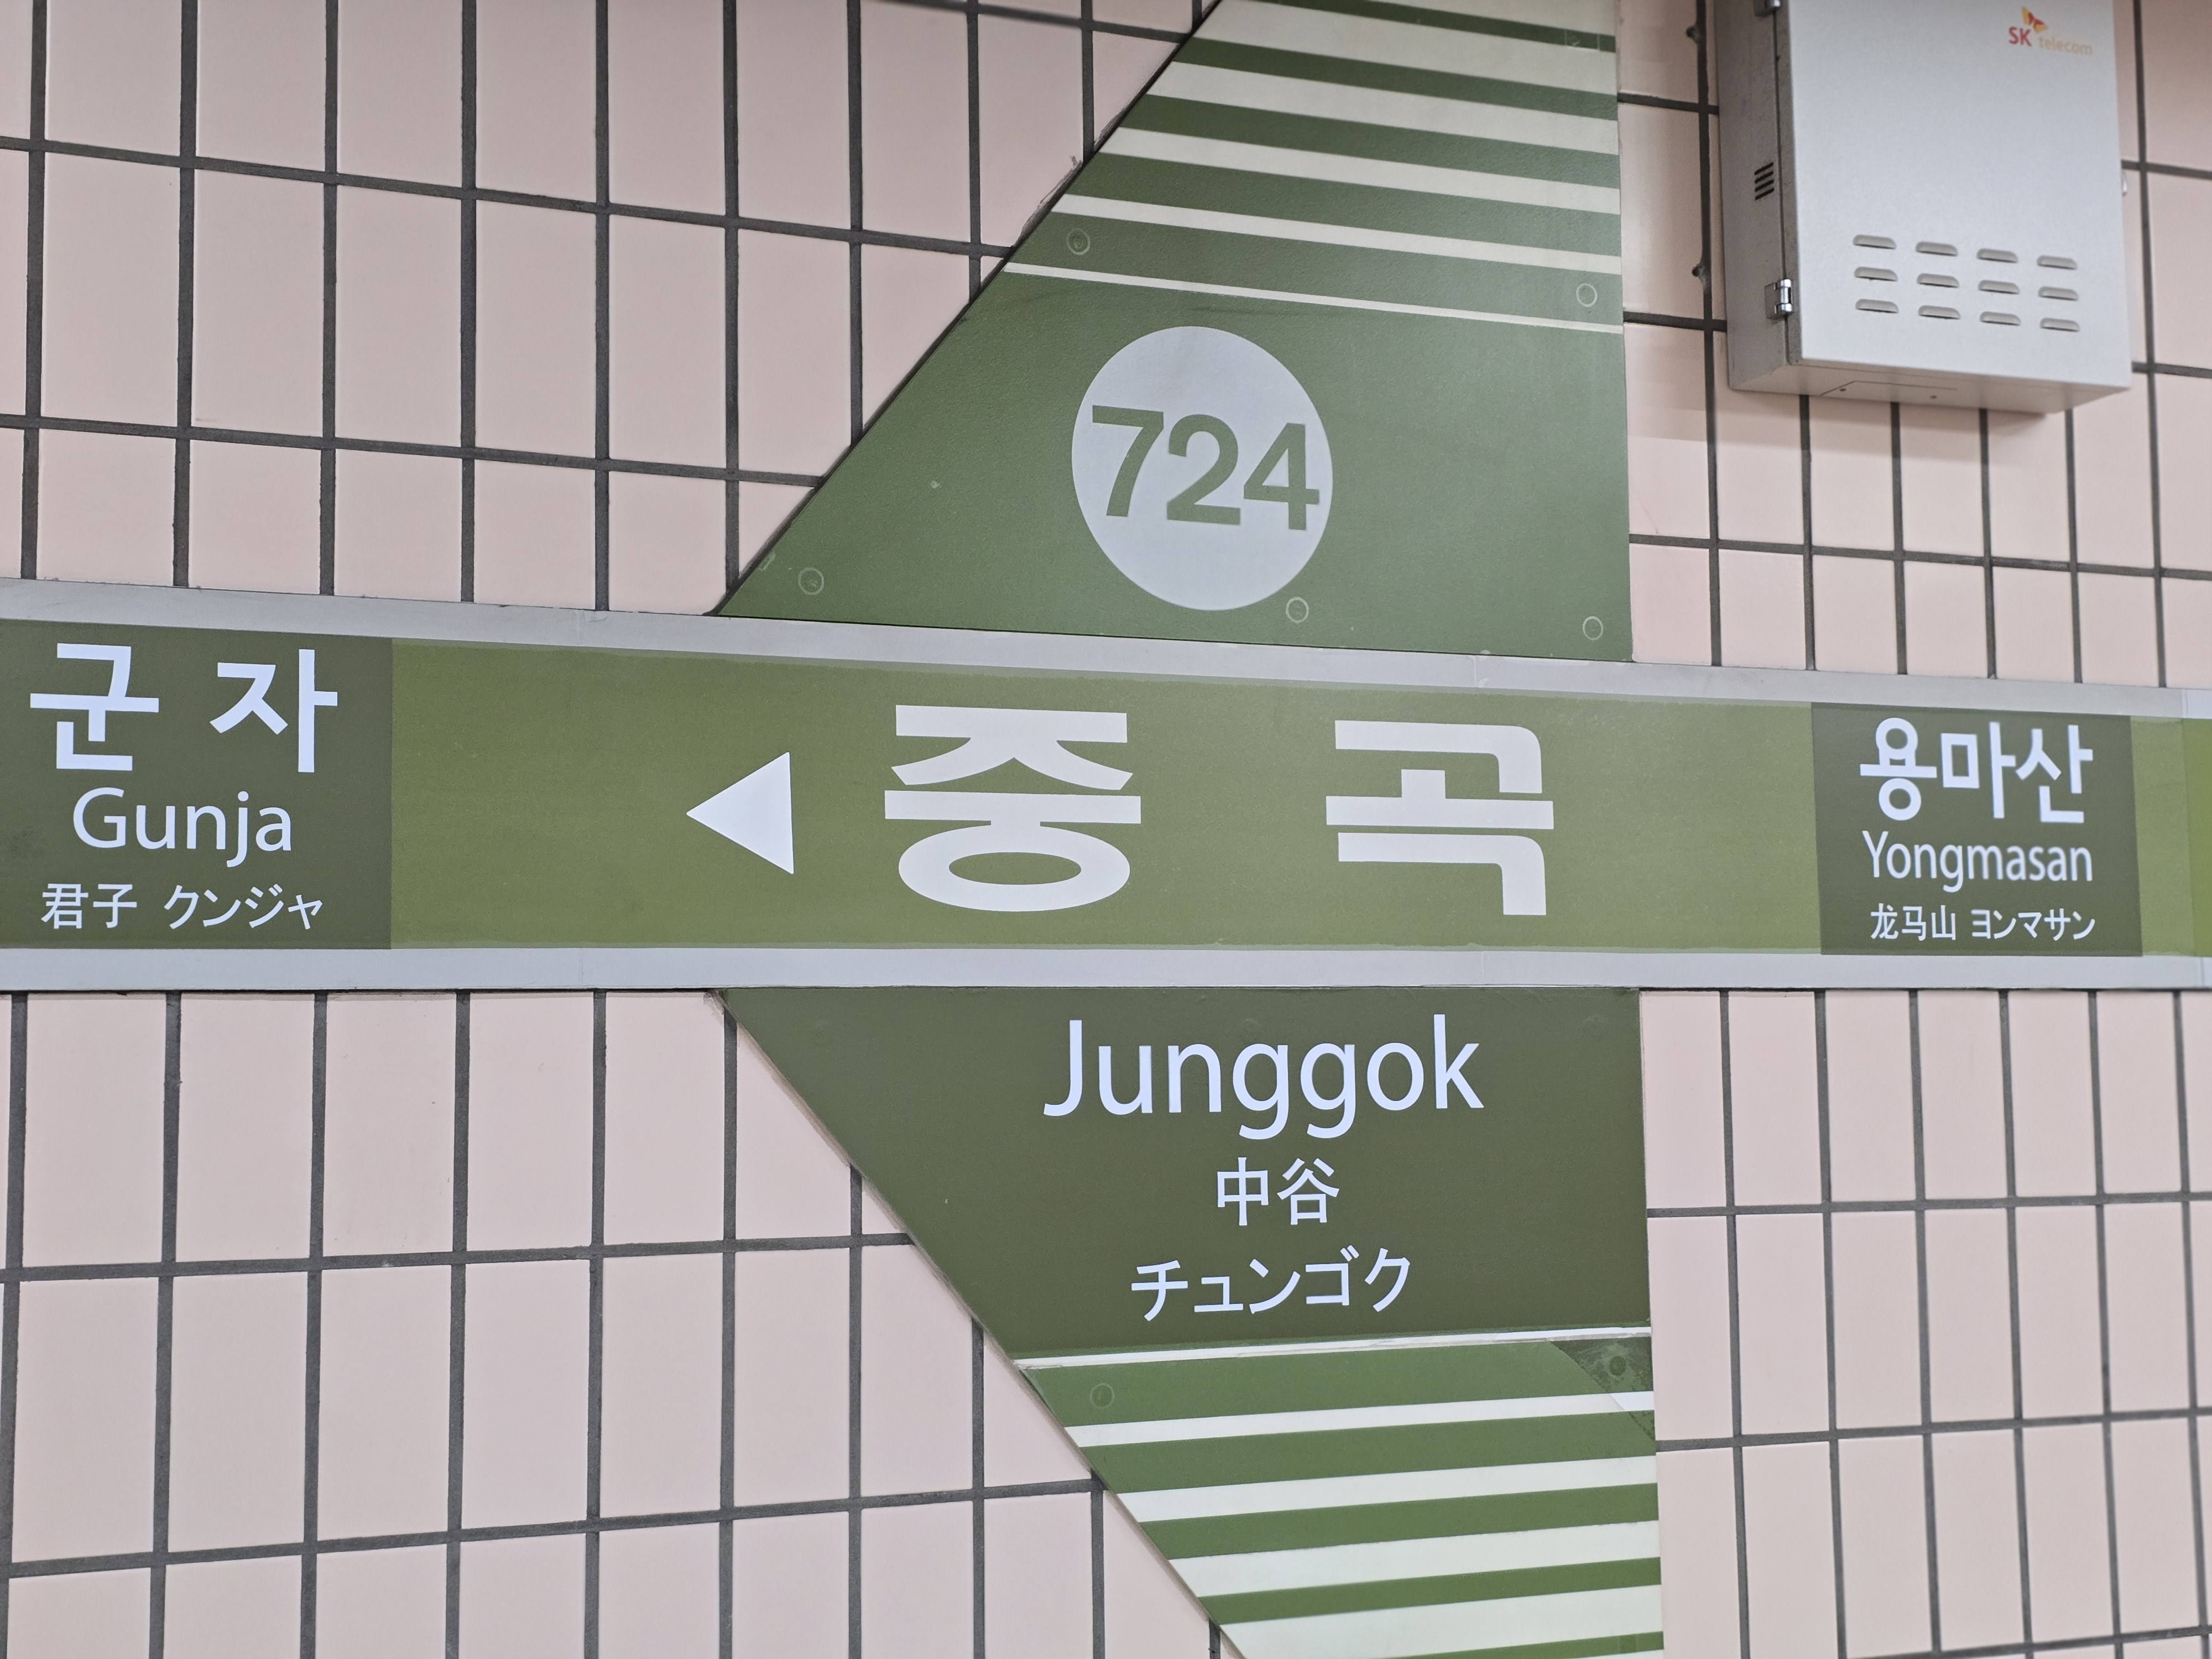 SK telecom
724
군자
Gunja
君子 クンジャ
◀ 중곡
용마산
Yongmasan
龙马山 ヨンマサン
Junggok
中谷
チュンゴク